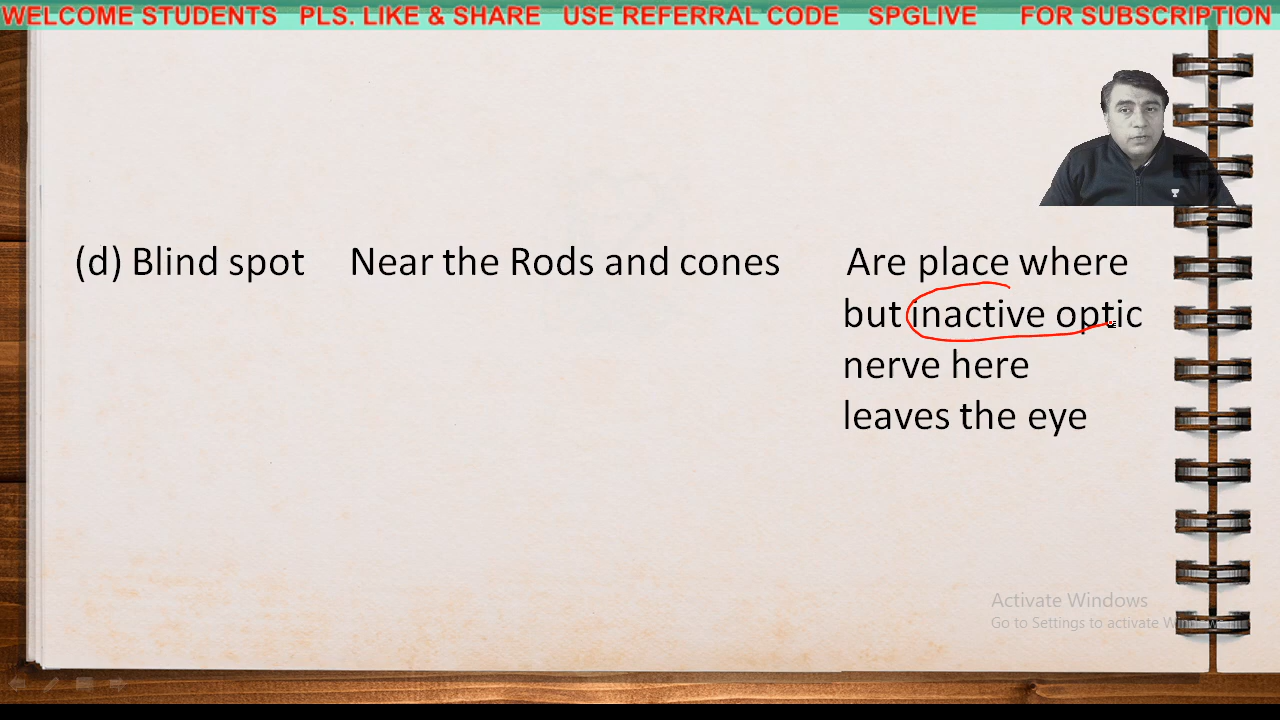 WELCOME STUDENTS PLS. LIKE & SHARE USE REFERRAL CODE SPGLIVE FOR SUBSCRIPTION
(d) Blind spot Near the Rods and cones Are place where
but inactive optic
nerve here
leaves the eye
Activate Windows
Go to Settings to activate